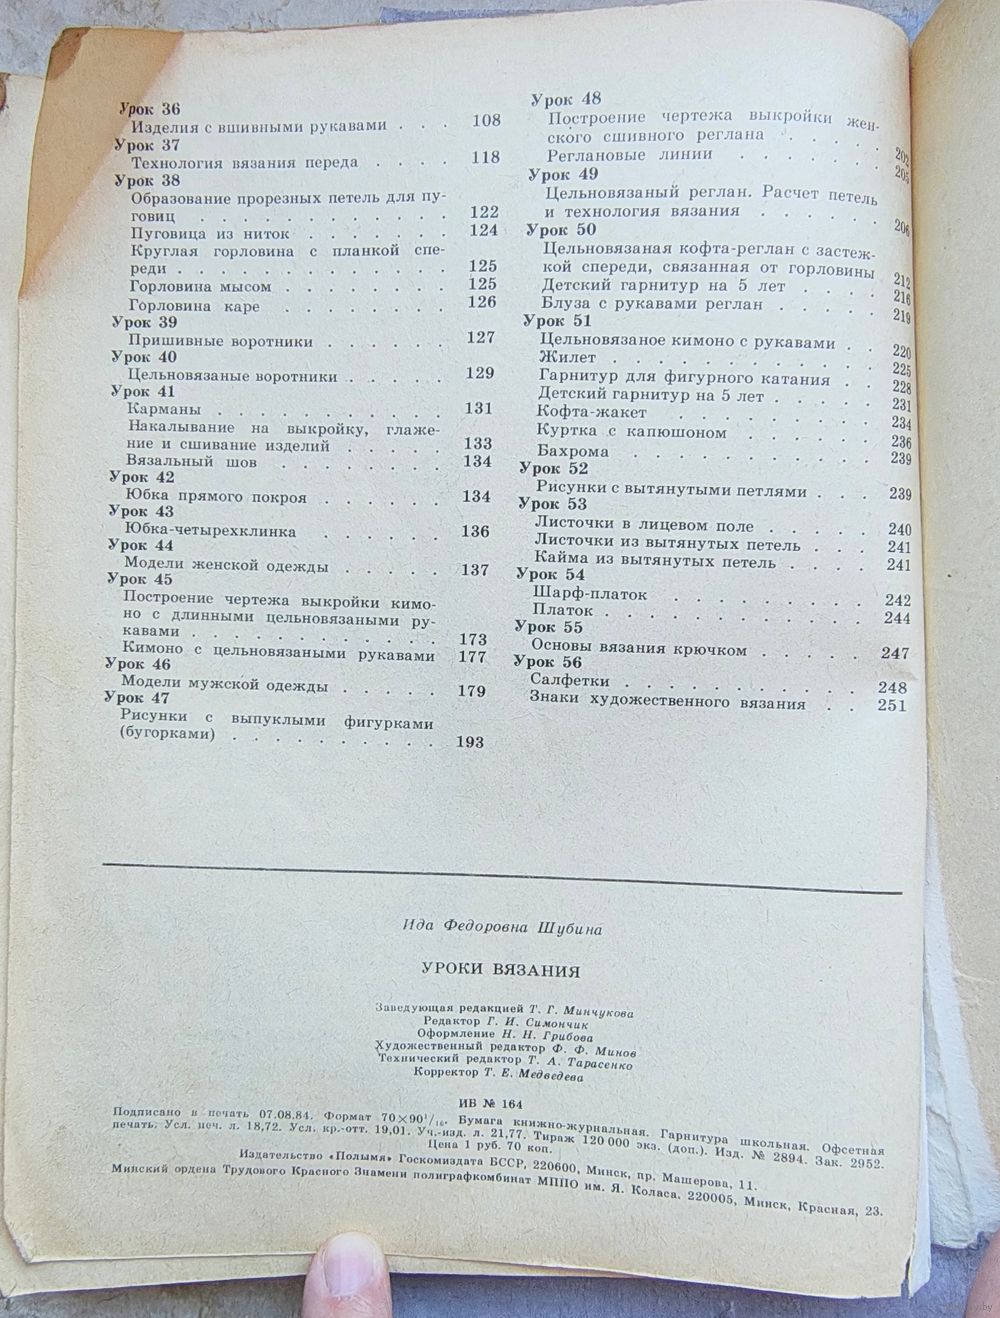 Урок 36
Изделия с вшивными рукавами . . . 108
Урок 37
Технология вязания переда . . . . 118
Урок 38
Образование прорезных петель для пу-
говиц . . . . . . . . . . . 122
Пуговица из ниток . . . . . . . 124
Круглая горловина с планкой спе-
реди . . . . . . . . . . . . 125
Горловина мысом . . . . . . . . 125
Горловина каре . . . . . . . 126
Урок 39
Пришивные воротники . . . . . . 127
Урок 40
Цельновязаные воротники . . . . . 129
Урок 41
Карманы . . . . . . . . . . . 131
Накалывание на выкройку, глаже-
ние и сшивание изделий . . . . 133
Вязальный шов . . . . . . . . 134
Урок 42
Юбка прямого покроя . . . . . . 134
Урок 43
Юбка-четырехклинка . . . . . . 136
Урок 44
Модели женской одежды . . . . . 137
Урок 45
Построение чертежа выкройки кимо-
но с длинными цельновязаными ру-
кавами . . . . . . . . . . . . 173
Кимоно с цельновязаными рукавами 177
Урок 46
Модели мужской одежды . . . . . 179
Урок 47
Рисунки с выпуклыми фигурками
(бугорками) . . . . . . . . . . 193
Урок 48
Построение чертежа выкройки жен-
ского сшивного реглана . . . . . 202
Реглановые линии . . . . . . . 205
Урок 49
Цельновязаный реглан. Расчет петель
и технология вязания . . . . . . 206
Урок 50
Цельновязаная кофта-реглан с застеж-
кой спереди, связанная от горловины 212
Детский гарнитур на 5 лет . . . . 216
Блуза с рукавами реглан . . . . . 219
Урок 51
Цельновязаное кимоно с рукавами . . 220
Жилет . . . . . . . . . . . 225
Гарнитур для фигурного катания . . 228
Детский гарнитур на 5 лет . . . . . 231
Кофта-жакет . . . . . . . . 234
Куртка с капюшоном . . . . . . 236
Бахрома . . . . . . . . . . 239
Урок 52
Рисунки с вытянутыми петлями . . . 239
Урок 53
Листочки в лицевом поле . . . . . 240
Листочки из вытянутых петель . . . 241
Кайма из вытянутых петель . . . . 241
Урок 54
Шарф-платок . . . . . . . . 242
Платок . . . . . . . . . . . 244
Урок 55
Основы вязания крючком . . . . . 247
Урок 56
Салфетки . . . . . . . . . . 248
Знаки художественного вязания . . 251
Ида Федоровна Шубина
УРОКИ ВЯЗАНИЯ
Заведующая редакцией Т. Г. Минчукова
Редактор Г. И. Симончик
Оформление Н. Н. Грибова
Художественный редактор Ф. Ф. Минов
Технический редактор Т. А. Тарасенко
Корректор Т. Е. Медведева
ИВ № 164
Подписано в печать 07.08.84. Формат 70×90¹/₁₆. Бумага книжно-журнальная. Гарнитура школьная. Офсетная
печать. Усл. печ. л. 18,72. Усл. кр.-отт. 19,01. Уч.-изд. л. 21,77. Тираж 120 000 экз. (доп.). Изд. № 2894. Зак. 2952.
Цена 1 руб. 70 коп.
Издательство «Полымя» Госкомиздата БССР, 220600, Минск, пр. Машерова, 11.
Минский ордена Трудового Красного Знамени полиграфкомбинат МППО им. Я. Коласа. 220005, Минск, Красная, 23.